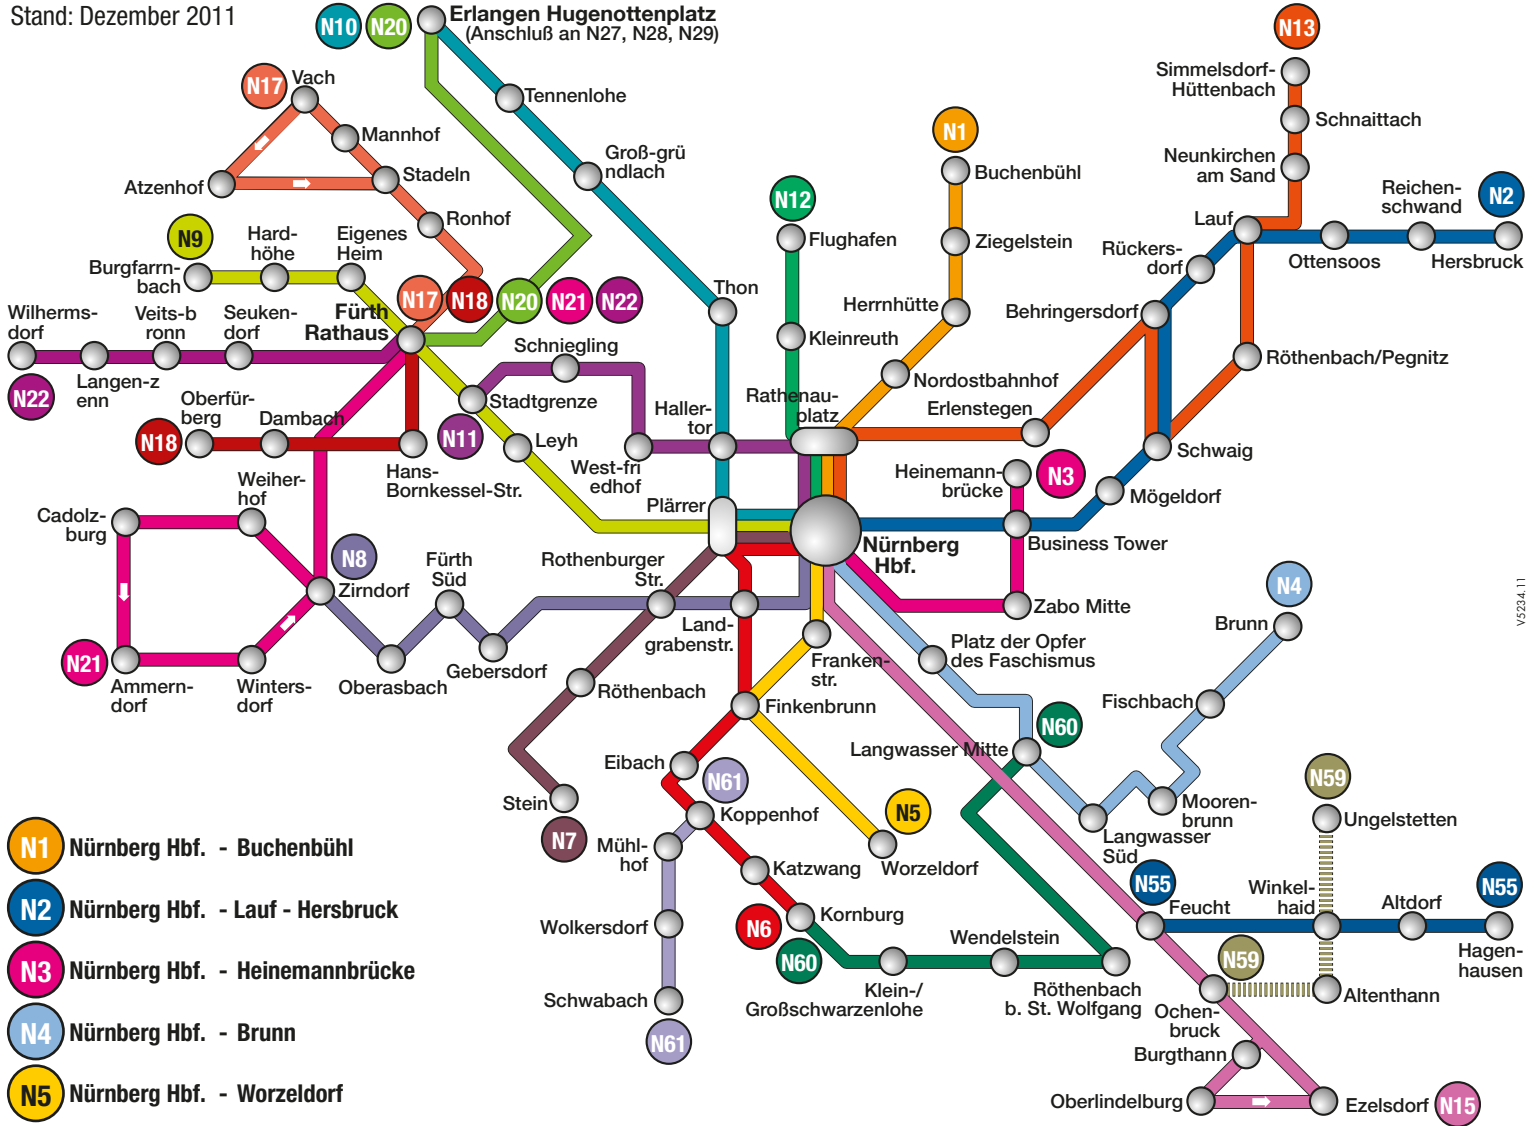 Stand: Dezember 2011
N10
N20
Erlangen Hugenottenplatz
(Anschluß an N27, N28, N29)
N13
Simmelsdorf-
Hüttenbach
Schnaittach
Neunkirchen
am Sand
N17
Vach
Mannhof
Atzenhof
Stadeln
Ronhof
Tennenlohe
Groß-grü
ndlach
N1
Buchenbühl
Ziegelstein
Herrnhütte
Nordostbahnhof
N12
Flughafen
Kleinreuth
Lauf
Reichen-
schwand
N2
Rückers-
dorf
Ottensoos
Hersbruck
Behringersdorf
Röthenbach/Pegnitz
N9
Hard-
höhe
Eigenes
Heim
Burgfarrn-
bach
Wilherms-
dorf
Veits-b
ronn
Seuken-
dorf
Langen-z
enn
N22
Fürth
Rathaus
N17
N18
N20
N21
N22
Thon
Schniegling
Stadtgrenze
N11
Leyh
Haller-
tor
West-fri
edhof
Rathenau-
platz
Erlenstegen
Schwaig
Oberfür-
berg
Dambach
N18
Hans-
Bornkessel-Str.
Heinemann-
brücke
N3
Mögeldorf
Business Tower
Zabo Mitte
Weiher-
hof
Cadolz-
burg
N8
Zirndorf
Fürth
Süd
Rothenburger
Str.
Plärrer
Nürnberg
Hbf.
N21
Ammern-
dorf
Winters-
dorf
Oberasbach
Gebersdorf
Land-
grabenstr.
Franken-
str.
Röthenbach
Finkenbrunn
Stein
N7
Platz der Opfer
des Faschismus
N4
Brunn
Fischbach
Langwasser Mitte
N60
Mooren-
brunn
Langwasser
Süd
Eibach
N61
Koppenhof
Mühl-
hof
N5
Worzeldorf
Katzwang
Wolkersdorf
N6
Kornburg
N60
Schwabach
N61
Klein-/
Großschwarzenlohe
Wendelstein
Röthenbach
b. St. Wolfgang
N59
Ungelstetten
N55
Feucht
Winkel-
haid
Altdorf
N55
Hagen-
hausen
N59
Altenthann
Ochen-
bruck
Burgthann
Oberlindelburg
Ezelsdorf
N15
V5234.11
N1 Nürnberg Hbf. - Buchenbühl
N2 Nürnberg Hbf. - Lauf - Hersbruck
N3 Nürnberg Hbf. - Heinemannbrücke
N4 Nürnberg Hbf. - Brunn
N5 Nürnberg Hbf. - Worzeldorf